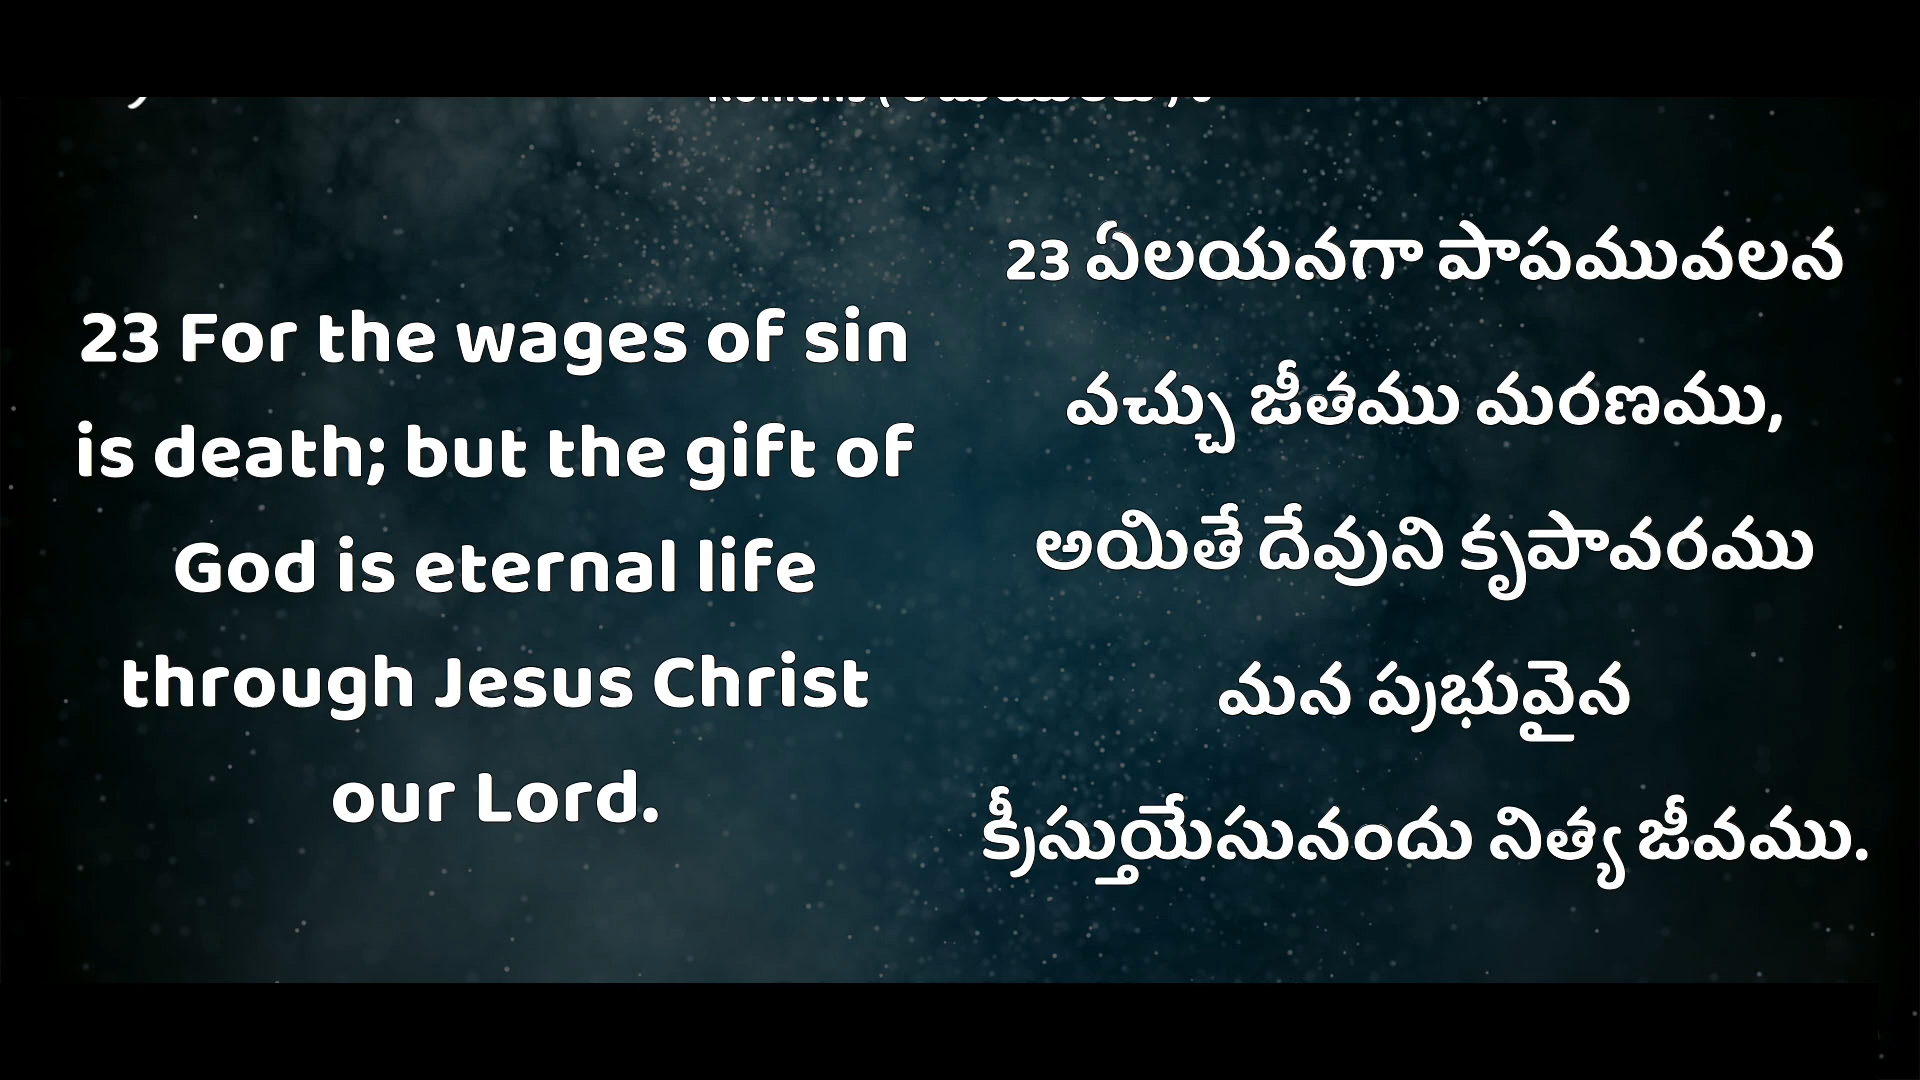 23 For the wages of sin
is death; but the gift of
God is eternal life
through Jesus Christ
our Lord.
23 ఏలయనగా పాపమువలన
వచ్చు జీతము మరణము,
అయితే దేవుని కృపావరము
మన ప్రభువైన
క్రీస్తుయేసునందు నిత్య జీవము.